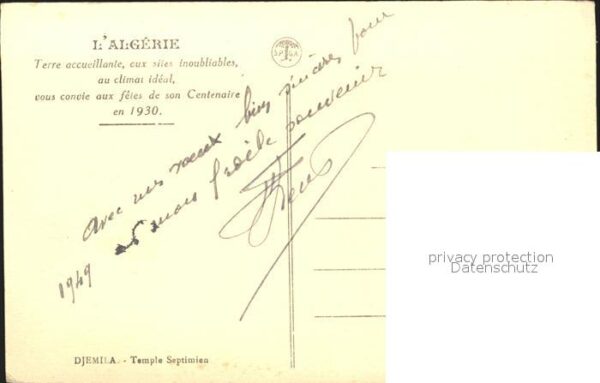 L'ALGÉRIE
Terre accueillante, aux sites inoubliables,
au climat idéal,
vous convie aux fêtes de son Centenaire
en 1930.
Avec mes voeux bien sincères pour
1949 mon fidèle souvenir
privacy protection
Datenschutz
DJEMILA. - Temple Septimien